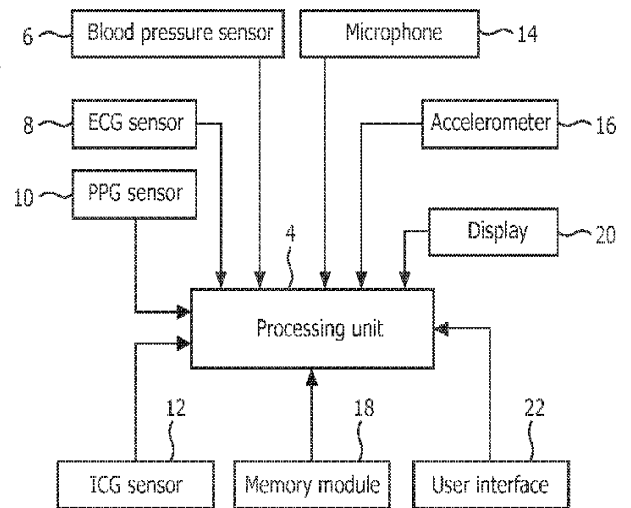 6 Blood pressure sensor
Microphone 14
8 ECG sensor
Accelerometer 16
10 PPG sensor
Display 20
4
Processing unit
12
18
22
ICG sensor
Memory module
User interface